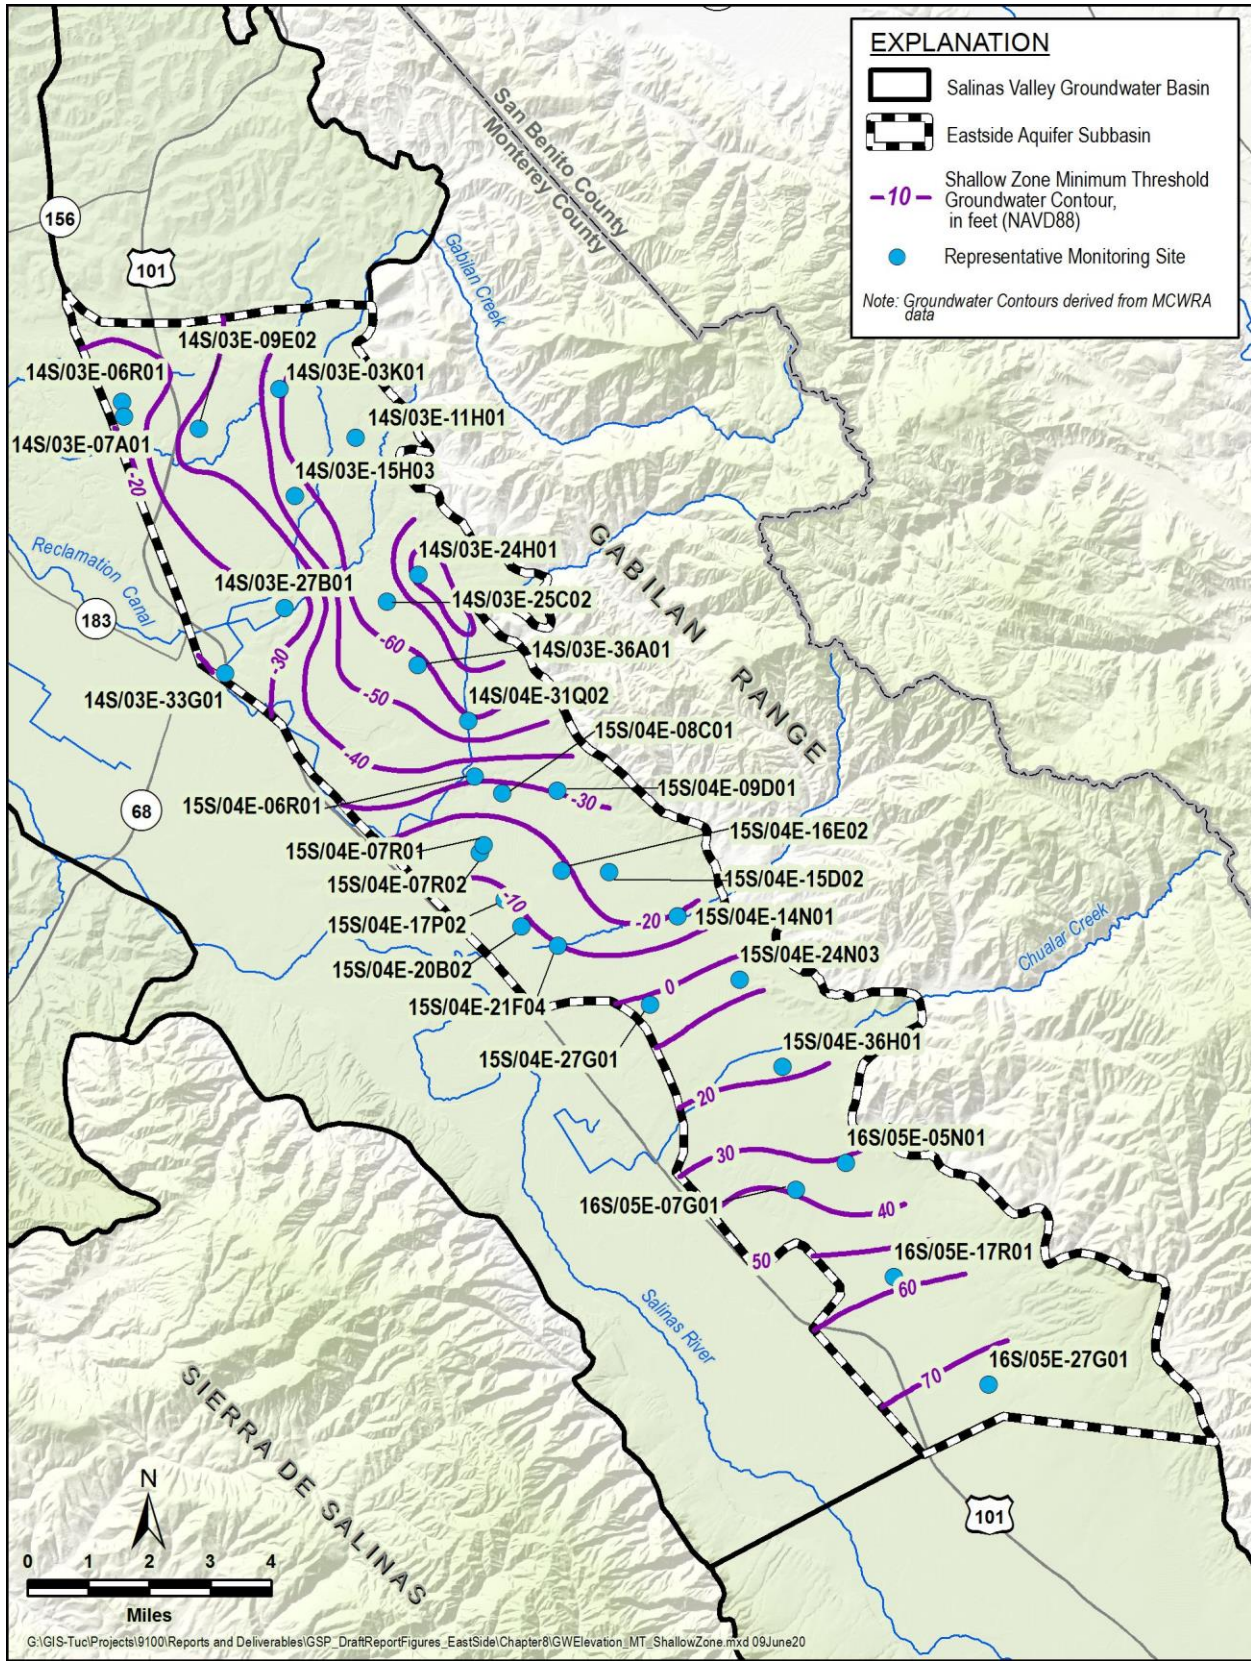 EXPLANATION
Salinas Valley Groundwater Basin
Eastside Aquifer Subbasin
-10
Shallow Zone Minimum Threshold
Groundwater Contour,
in feet (NAVD88)
Representative Monitoring Site
Note: Groundwater Contours derived from MCWRA
data
San Benito County
Monterey County
156
101
Gabilan Creek
14S/03E-09E02
14S/03E-06R01
14S/03E-03K01
14S/03E-11H01
14S/03E-07A01
14S/03E-15H03
-20
Reclamation Canal
14S/03E-24H01
14S/03E-27B01
14S/03E-25C02
183
GABILAN RANGE
14S/03E-36A01
-60
-30
-50
14S/03E-33G01
14S/04E-31Q02
15S/04E-08C01
-40
68
15S/04E-06R01
15S/04E-09D01
-30
15S/04E-16E02
15S/04E-07R01
15S/04E-07R02
15S/04E-15D02
-10
15S/04E-17P02
-20
15S/04E-14N01
15S/04E-24N03
Chualar Creek
15S/04E-20B02
0
15S/04E-21F04
15S/04E-27G01
15S/04E-36H01
20
30
16S/05E-05N01
16S/05E-07G01
40
50
16S/05E-17R01
60
Salinas River
16S/05E-27G01
70
SIERRA DE SALINAS
101
N
0 1 2 3 4
Miles
G:\GIS-Tuc\Projects\9100\Reports and Deliverables\GSP_DraftReportFigures_EastSide\Chapter8\GWElevation_MT_ShallowZone.mxd 09June20